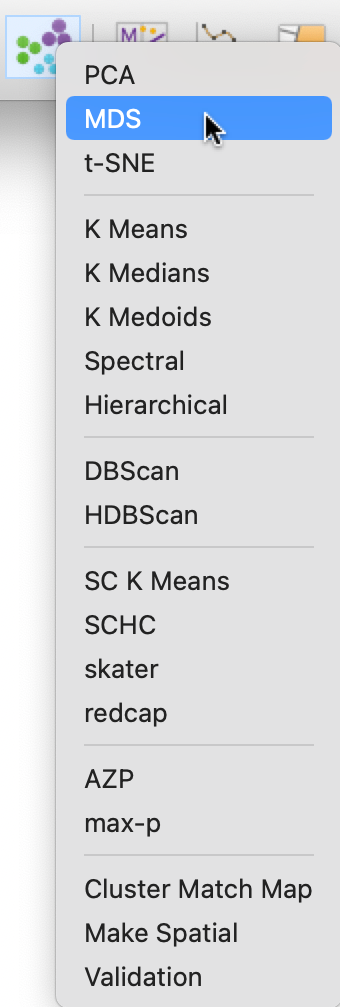 M
PCA
MDS
t-SNE
K Means
K Medians
K Medoids
Spectral
Hierarchical
DBScan
HDBScan
SC K Means
SCHC
skater
redcap
AZP
max-p
Cluster Match Map
Make Spatial
Validation